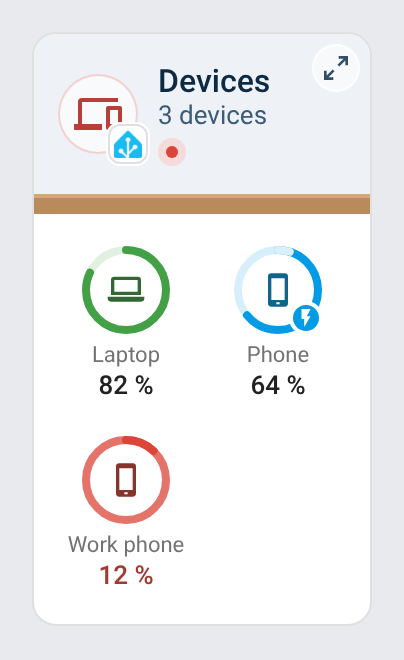 Devices
3 devices
Laptop
82 %
Phone
64 %
Work phone
12 %